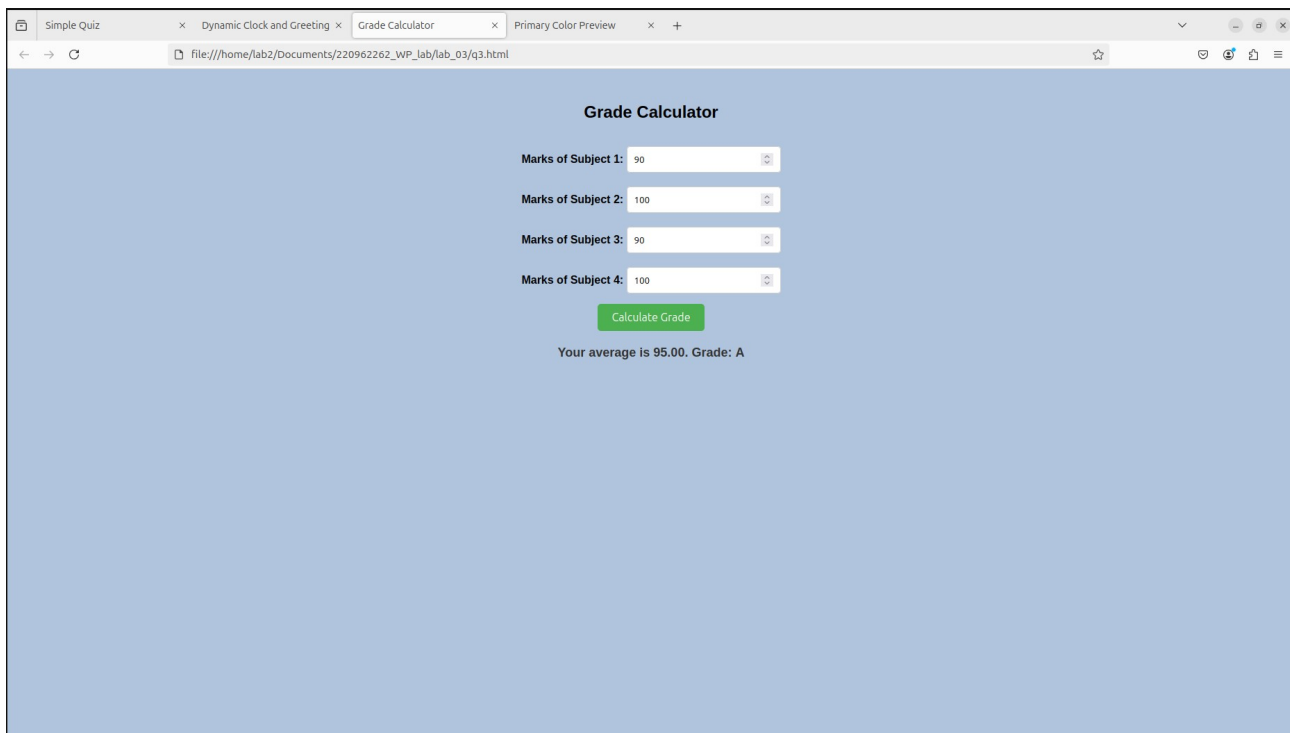 Simple Quiz Dynamic Clock and Greeting Grade Calculator Primary Color Preview
file:///home/lab2/Documents/220962262_WP_lab/lab_03/q3.html
Grade Calculator
Marks of Subject 1: 90
Marks of Subject 2: 100
Marks of Subject 3: 90
Marks of Subject 4: 100
Calculate Grade
Your average is 95.00. Grade: A